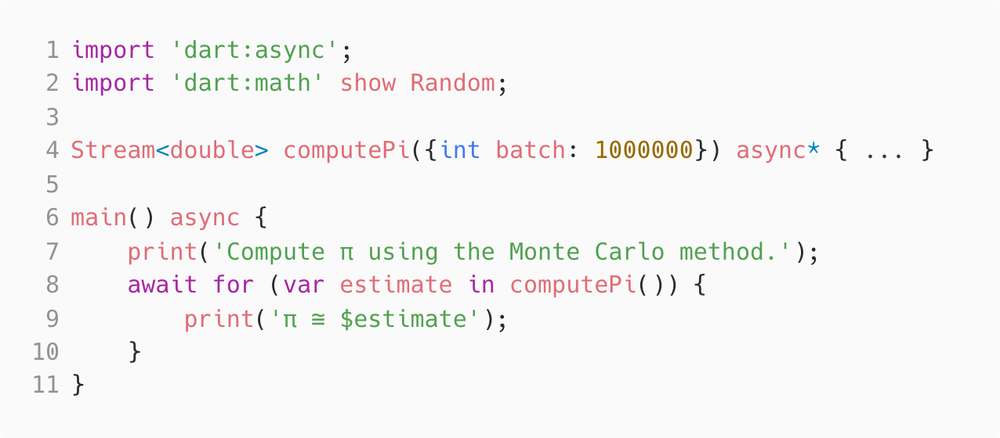 1 import 'dart:async';
2 import 'dart:math' show Random;
3
4 Stream<double> computePi({int batch: 1000000}) async* { ... }
5
6 main() async {
7     print('Compute π using the Monte Carlo method.');
8     await for (var estimate in computePi()) {
9         print('π ≅ $estimate');
10     }
11 }